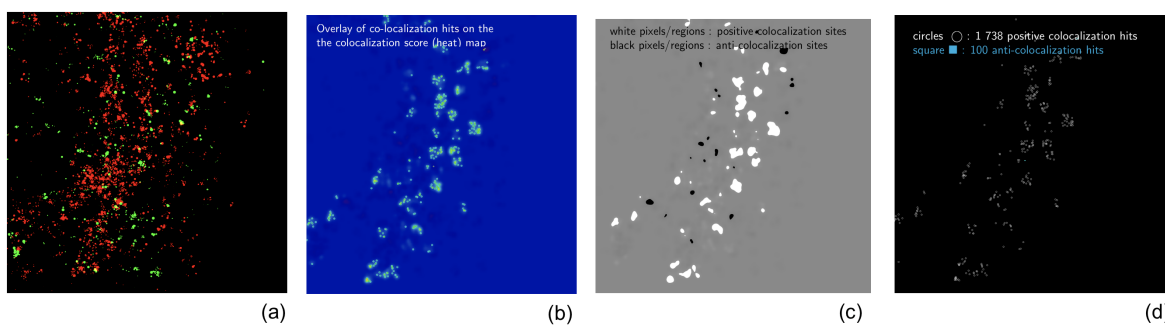 Overlay of co-localization hits on the
the colocalization score (heat) map
white pixels/regions : positive colocalization sites
black pixels/regions : anti-colocalization sites
circles ◯ : 1 738 positive colocalization hits
square ■ : 100 anti-colocalization hits
(a)
(b)
(c)
(d)